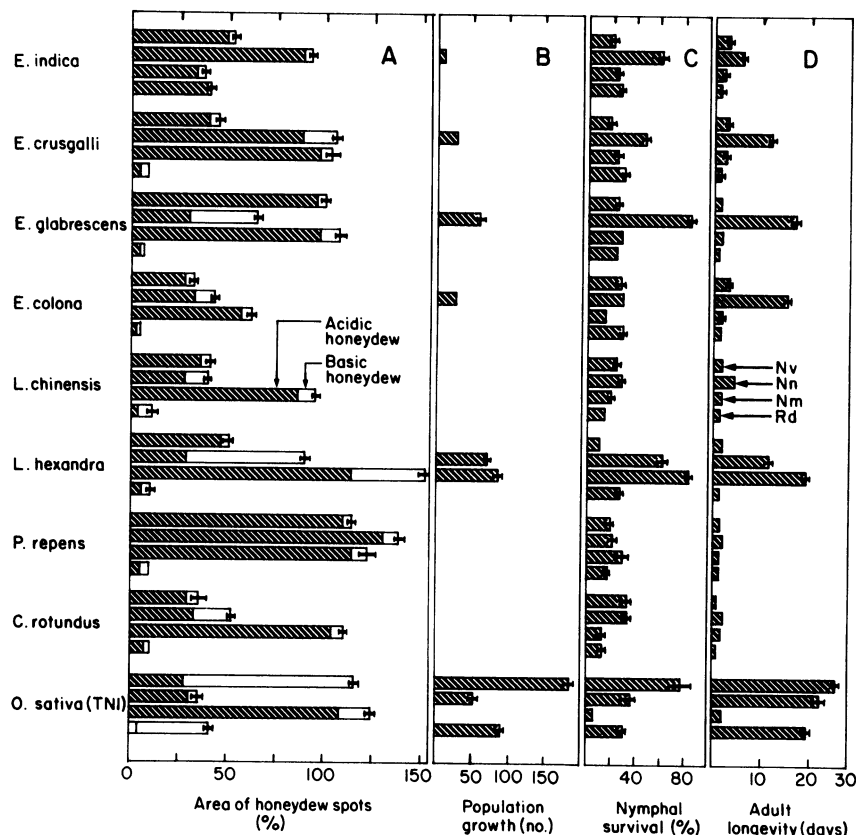 A
B
C
D
E. indica
E. crusgalli
E. glabrescens
E. colona
Acidic
honeydew
Basic
honeydew
L. chinensis
Nv
Nn
Nm
Rd
L. hexandra
P. repens
C. rotundus
O. sativa (TNI)
0 50 100 150
50 100 150
40 80
10 20 30
Area of honeydew spots
(%)
Population
growth (no.)
Nymphal
survival (%)
Adult
longevity (days)